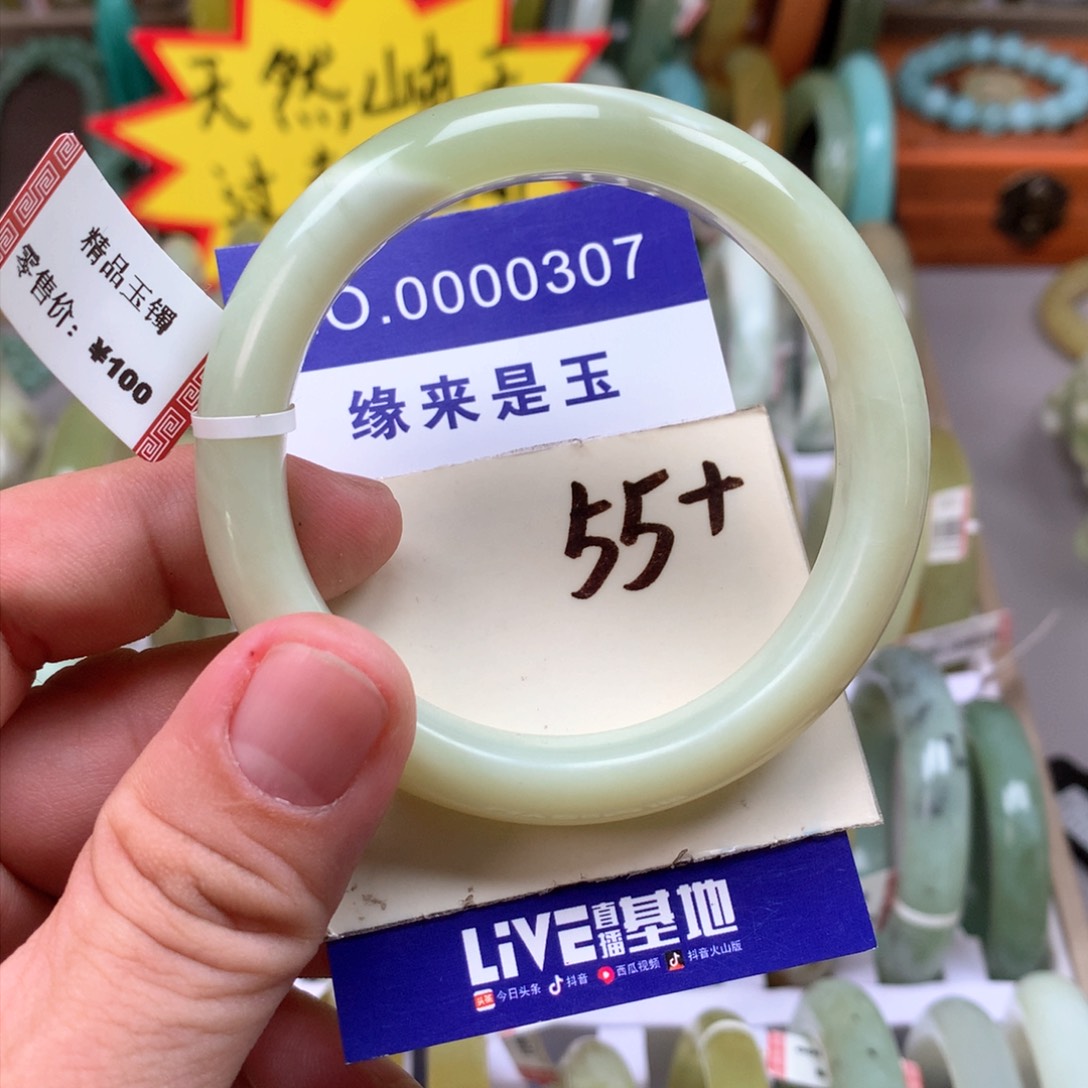 天然岫玉
精品玉镯
零售价：¥100
O.0000307
缘来是玉
55+
LIVE直播基地
今日头条 抖音 西瓜视频 抖音火山版